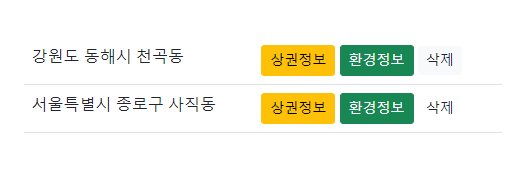 강원도 동해시 천곡동 상권정보 환경정보 삭제
서울특별시 종로구 사직동 상권정보 환경정보 삭제